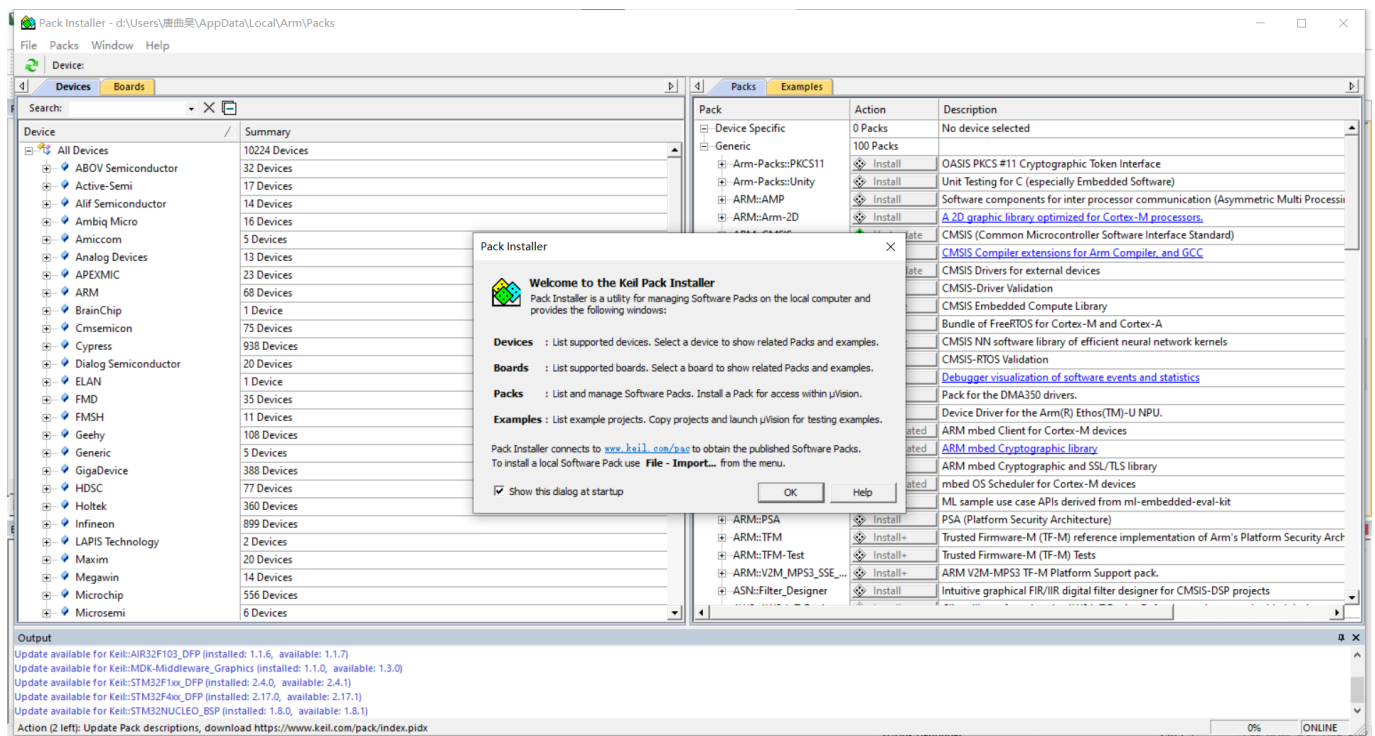 Pack Installer - d:\Users\唐曲昊\AppData\Local\Arm\Packs
File Packs Window Help
Device:
Devices Boards
Search:
Device / Summary
All Devices 10224 Devices
ABOV Semiconductor 32 Devices
Active-Semi 17 Devices
Alif Semiconductor 14 Devices
Ambiq Micro 16 Devices
Amiccom 5 Devices
Analog Devices 13 Devices
APEXMIC 23 Devices
ARM 68 Devices
BrainChip 1 Device
Cmsemicon 75 Devices
Cypress 938 Devices
Dialog Semiconductor 20 Devices
ELAN 1 Device
FMD 35 Devices
FMSH 11 Devices
Geehy 108 Devices
Generic 5 Devices
GigaDevice 388 Devices
HDSC 77 Devices
Holtek 360 Devices
Infineon 899 Devices
LAPIS Technology 2 Devices
Maxim 20 Devices
Megawin 14 Devices
Microchip 556 Devices
Microsemi 6 Devices
Packs Examples
Pack Action Description
Device Specific 0 Packs No device selected
Generic 100 Packs
Arm-Packs::PKCS11 Install OASIS PKCS #11 Cryptographic Token Interface
Arm-Packs::Unity Install Unit Testing for C (especially Embedded Software)
ARM::AMP Install Software components for inter processor communication (Asymmetric Multi Processi
ARM::Arm-2D Install A 2D graphic library optimized for Cortex-M processors.
CMSIS (Common Microcontroller Software Interface Standard)
CMSIS Compiler extensions for Arm Compiler, and GCC
CMSIS Drivers for external devices
CMSIS-Driver Validation
CMSIS Embedded Compute Library
Bundle of FreeRTOS for Cortex-M and Cortex-A
CMSIS NN software library of efficient neural network kernels
CMSIS-RTOS Validation
Debugger visualization of software events and statistics
Pack for the DMA350 drivers.
Device Driver for the Arm(R) Ethos(TM)-U NPU.
ARM mbed Client for Cortex-M devices
ARM mbed Cryptographic library
ARM mbed Cryptographic and SSL/TLS library
mbed OS Scheduler for Cortex-M devices
ML sample use case APIs derived from ml-embedded-eval-kit
ARM::PSA Install PSA (Platform Security Architecture)
ARM::TFM Install+ Trusted Firmware-M (TF-M) reference implementation of Arm's Platform Security Arch
ARM::TFM-Test Install+ Trusted Firmware-M (TF-M) Tests
ARM::V2M_MPS3_SSE_... Install+ ARM V2M-MPS3 TF-M Platform Support pack.
ASN::Filter_Designer Install Intuitive graphical FIR/IIR digital filter designer for CMSIS-DSP projects
Pack Installer
Welcome to the Keil Pack Installer
Pack Installer is a utility for managing Software Packs on the local computer and
provides the following windows:
Devices : List supported devices. Select a device to show related Packs and examples.
Boards : List supported boards. Select a board to show related Packs and examples.
Packs : List and manage Software Packs. Install a Pack for access within µVision.
Examples : List example projects. Copy projects and launch µVision for testing examples.
Pack Installer connects to www.keil.com/pac to obtain the published Software Packs.
To install a local Software Pack use File - Import... from the menu.
Show this dialog at startup OK Help
Output
Update available for Keil::AIR32F103_DFP (installed: 1.1.6, available: 1.1.7)
Update available for Keil::MDK-Middleware_Graphics (installed: 1.1.0, available: 1.3.0)
Update available for Keil::STM32F1xx_DFP (installed: 2.4.0, available: 2.4.1)
Update available for Keil::STM32F4xx_DFP (installed: 2.17.0, available: 2.17.1)
Update available for Keil::STM32NUCLEO_BSP (installed: 1.8.0, available: 1.8.1)
Action (2 left): Update Pack descriptions, download https://www.keil.com/pack/index.pidx 0% ONLINE